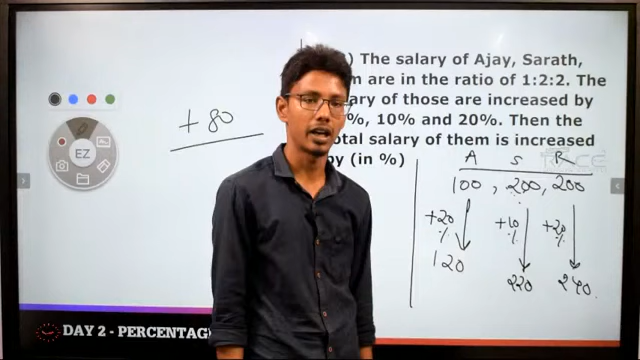 ) The salary of Ajay, Sarath,
m are in the ratio of 1:2:2. The
ary of those are increased by
%, 10% and 20%. Then the
otal salary of them is increased
by (in %)
+80
A S R
100, 200, 200
+20 % +10 % +20 %
120 220 240.
EZ
DAY 2 - PERCENTAG